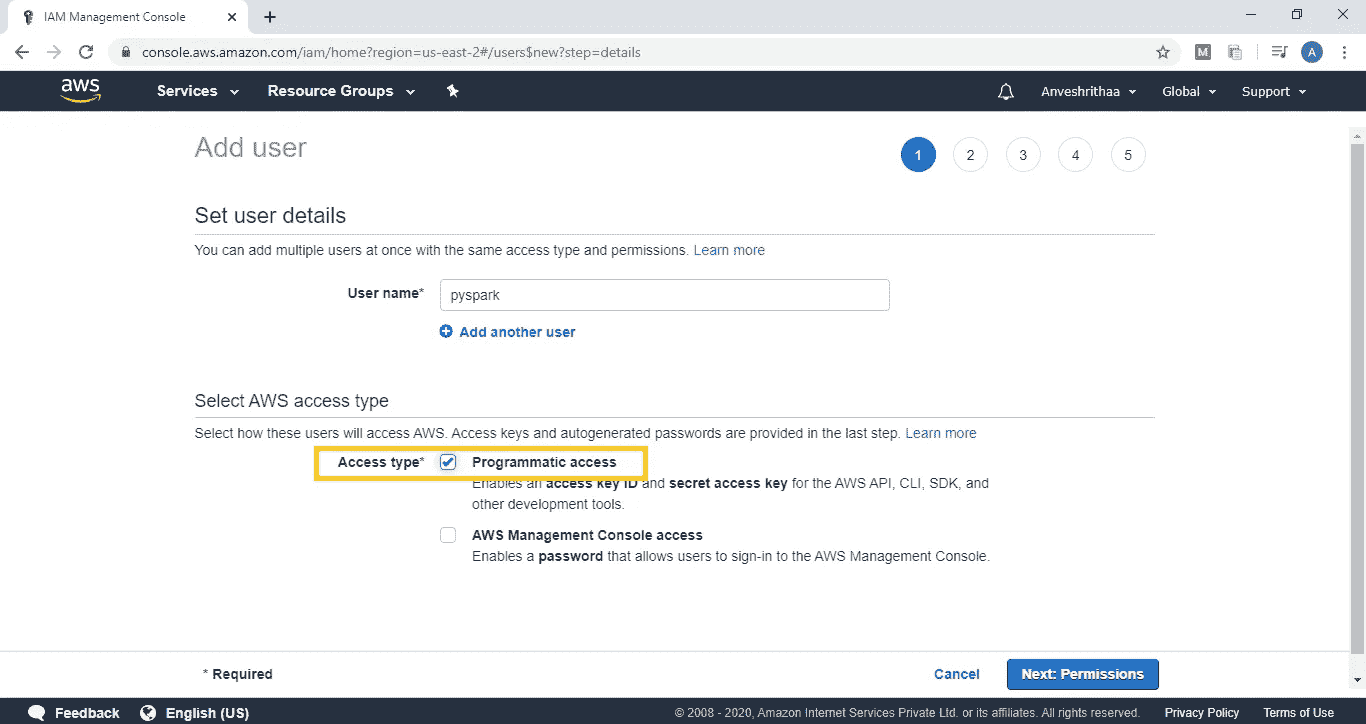 IAM Management Console
console.aws.amazon.com/iam/home?region=us-east-2#/users$new?step=details
M
A
aws
Services
Resource Groups
Anveshrithaa
Global
Support
Add user
1
2
3
4
5
Set user details
You can add multiple users at once with the same access type and permissions. Learn more
User name*
pyspark
Add another user
Select AWS access type
Select how these users will access AWS. Access keys and autogenerated passwords are provided in the last step. Learn more
Access type*
Programmatic access
Enables an access key ID and secret access key for the AWS API, CLI, SDK, and
other development tools.
AWS Management Console access
Enables a password that allows users to sign-in to the AWS Management Console.
* Required
Cancel
Next: Permissions
Feedback
English (US)
© 2008 - 2020, Amazon Internet Services Private Ltd. or its affiliates. All rights reserved.
Privacy Policy
Terms of Use